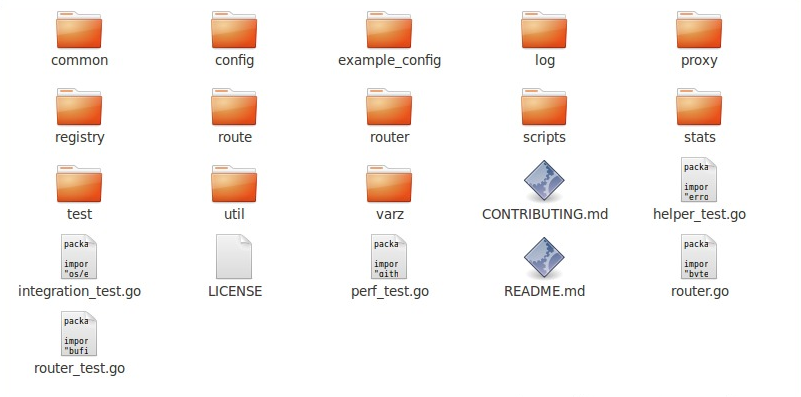 common
config
example_config
log
proxy
registry
route
router
scripts
stats
test
util
varz
CONTRIBUTING.md
packa
impor
"erro
helper_test.go
packa
impor
"os/e
integration_test.go
LICENSE
packa
impor
"gith
perf_test.go
README.md
packa
impor
"byte
router.go
packa
impor
"bufi
router_test.go